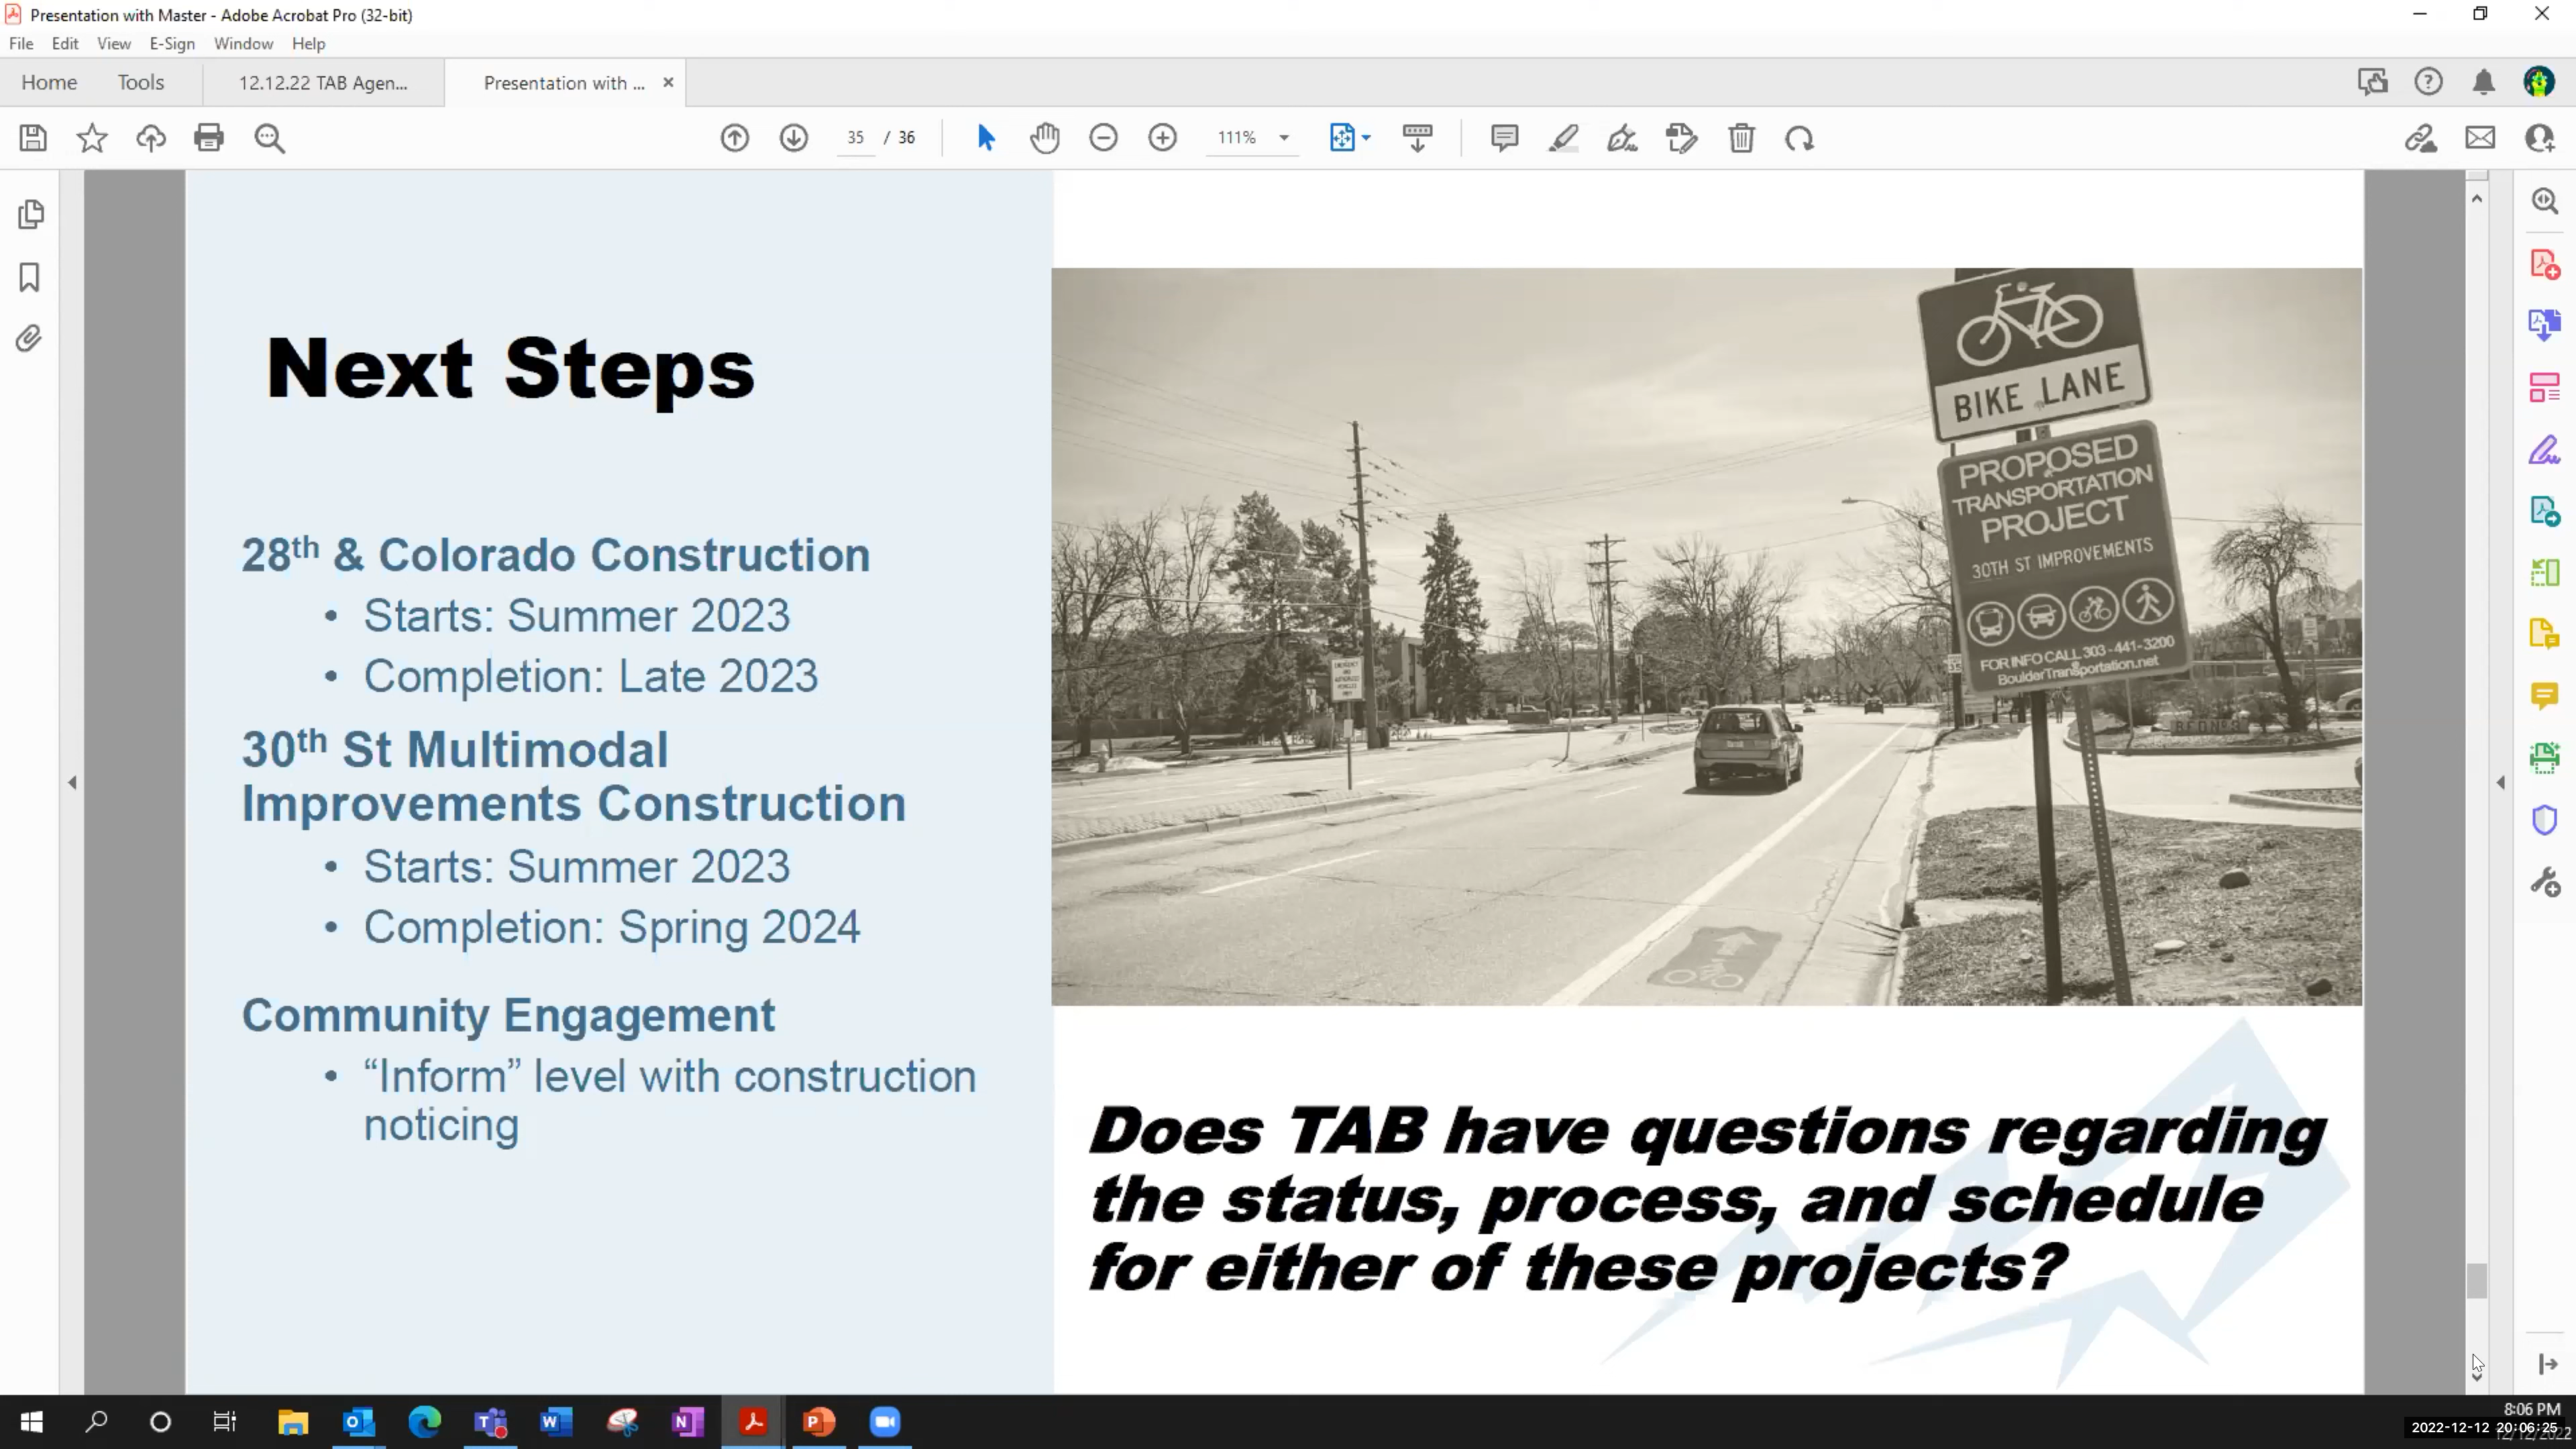 Presentation with Master - Adobe Acrobat Pro (32-bit)
File Edit View E-Sign Window Help
Home Tools 12.12.22 TAB Agen... Presentation with ...
35 / 36 111%
Next Steps
28th & Colorado Construction
• Starts: Summer 2023
• Completion: Late 2023
30th St Multimodal
Improvements Construction
• Starts: Summer 2023
• Completion: Spring 2024
Community Engagement
• “Inform” level with construction
noticing
BIKE LANE
PROPOSED
TRANSPORTATION
PROJECT
30TH ST IMPROVEMENTS
FOR INFO CALL 303-441-3200
BoulderTransportation.net
EMERGENCY
AND
AUTHORIZED
VEHICLES
ONLY
Does TAB have questions regarding
the status, process, and schedule
for either of these projects?
8:06 PM
2022-12-12 20:06:25